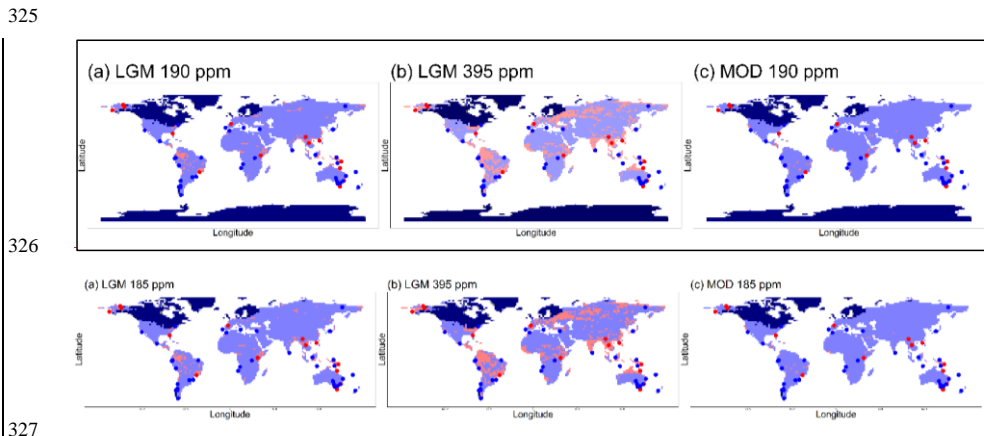 325
(a) LGM 190 ppm (b) LGM 395 ppm (c) MOD 190 ppm
Latitude Latitude Latitude
Longitude Longitude Longitude
326
(a) LGM 185 ppm (b) LGM 395 ppm (c) MOD 185 ppm
Latitude Latitude Latitude
Longitude Longitude Longitude
327